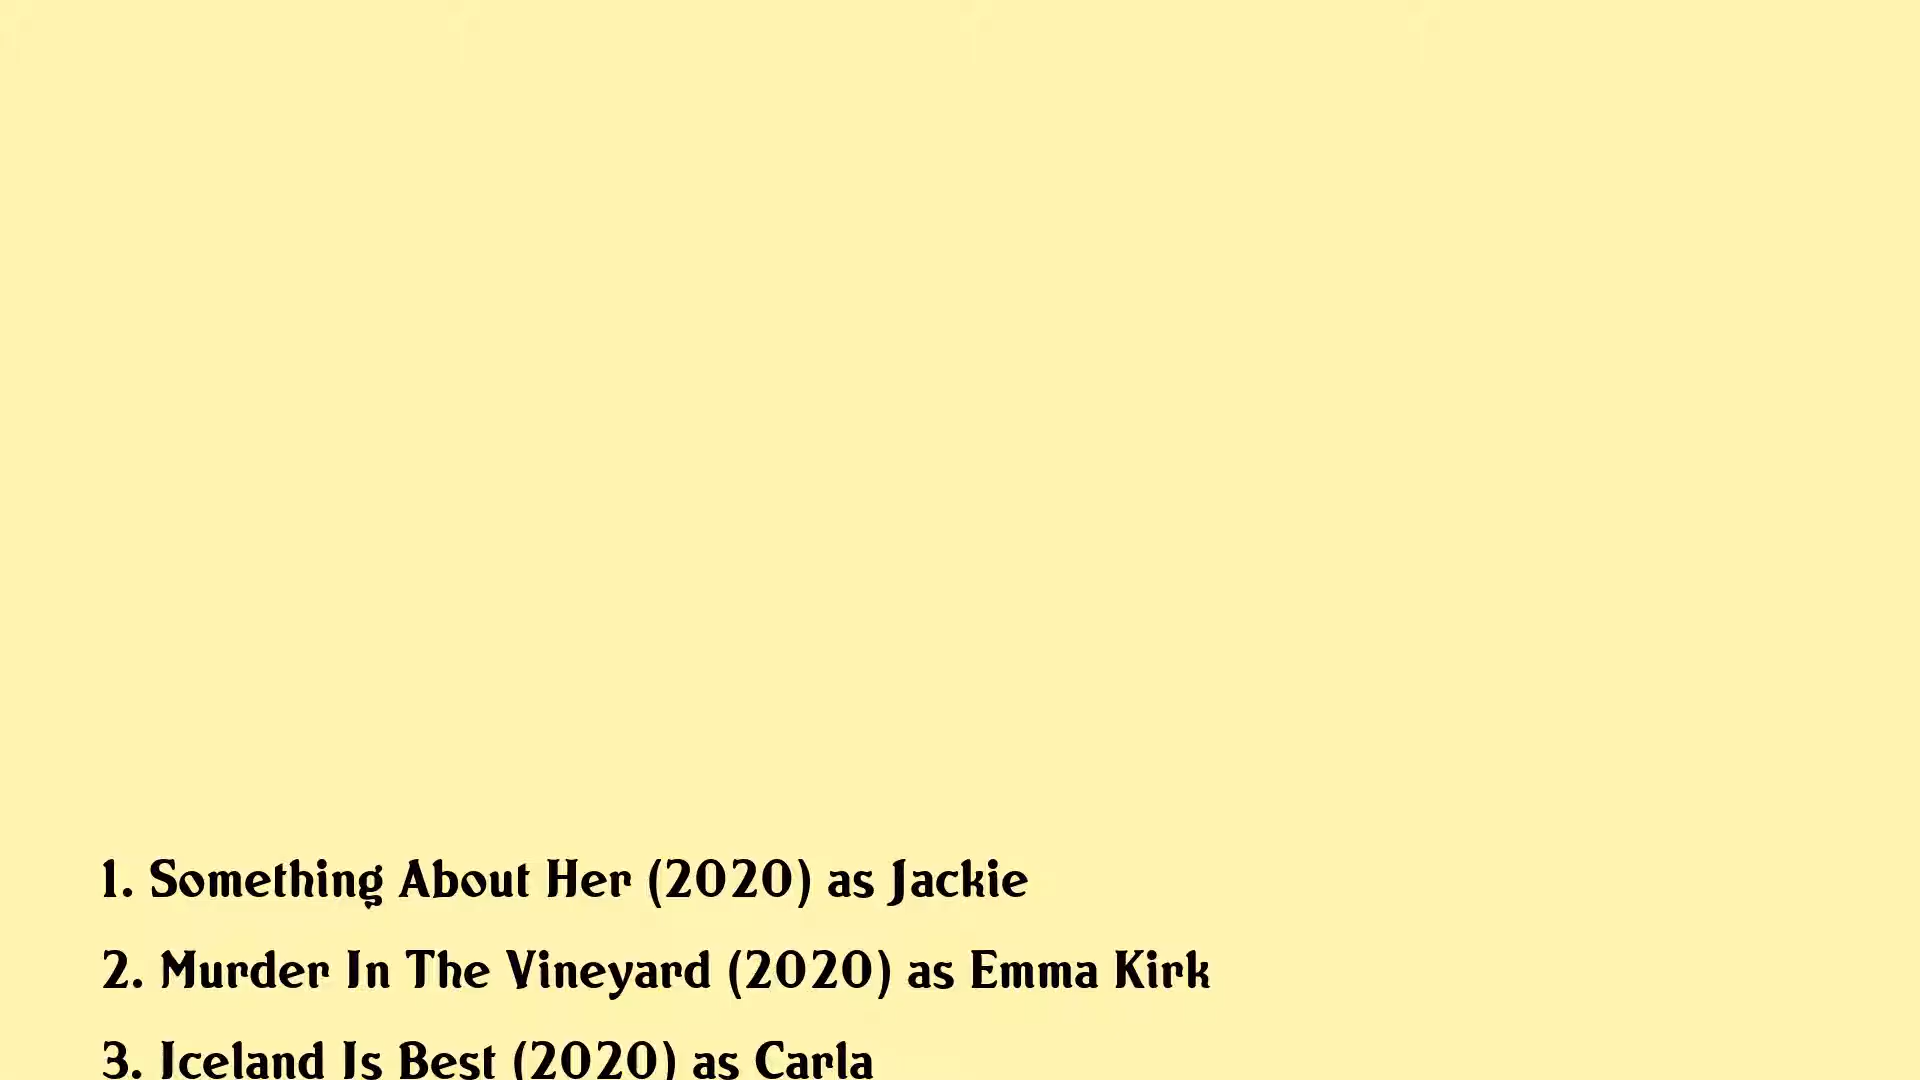 1. Something About Her (2020) as Jackie
2. Murder In The Vineyard (2020) as Emma Kirk
3. Iceland Is Best (2020) as Carla